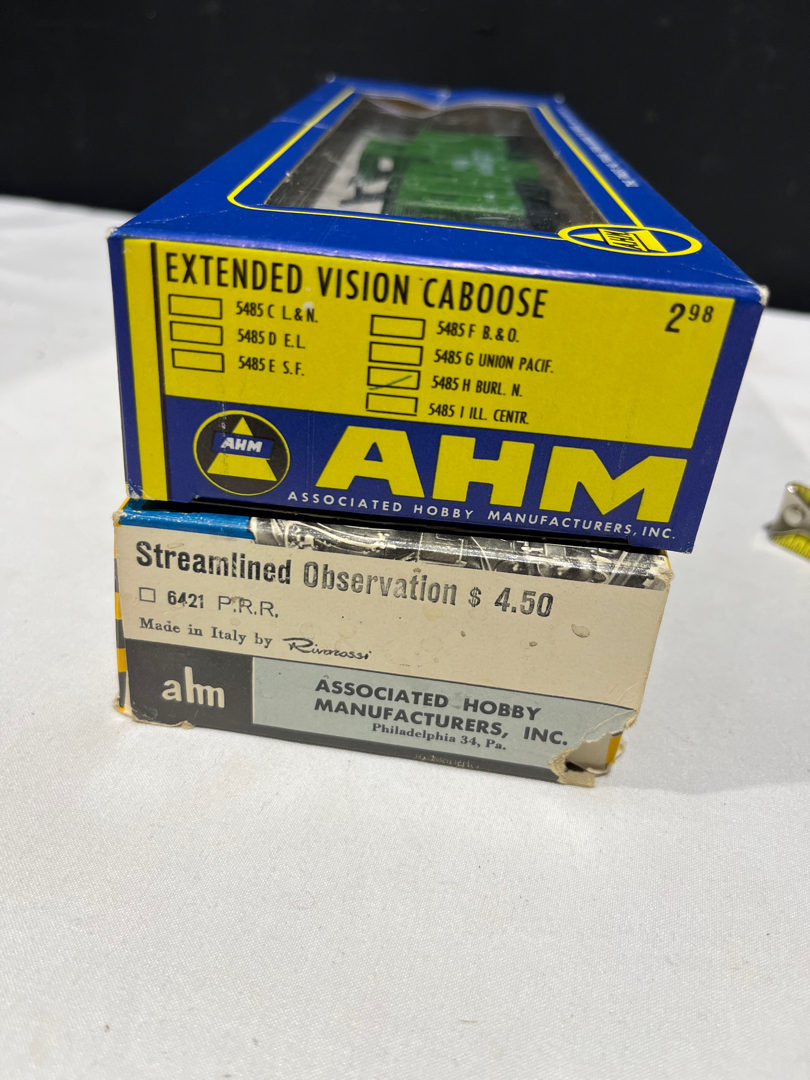 AHM
EXTENDED VISION CABOOSE
2 98
5485 C L. & N.
5485 D E.L.
5485 E S.F.
5485 F B. & O.
5485 G UNION PACIF.
5485 H BURL. N.
5485 I ILL. CENTR.
AHM
AHM
ASSOCIATED HOBBY MANUFACTURERS, INC.
Streamlined Observation $ 4.50
6421 P.R.R.
Made in Italy by Rivarossi
ahm
ASSOCIATED HOBBY
MANUFACTURERS, INC.
Philadelphia 34, Pa.